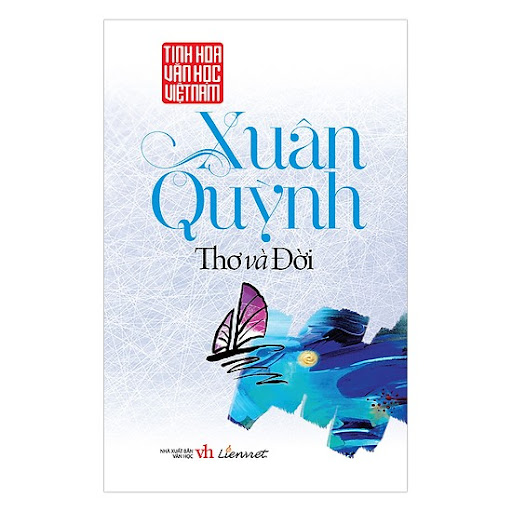 TINH HOA
VĂN HỌC
VIỆT NAM
Xuân
Quỳnh
Thơ và Đời
NHÀ XUẤT BẢN
VĂN HỌC
vh Lienviet